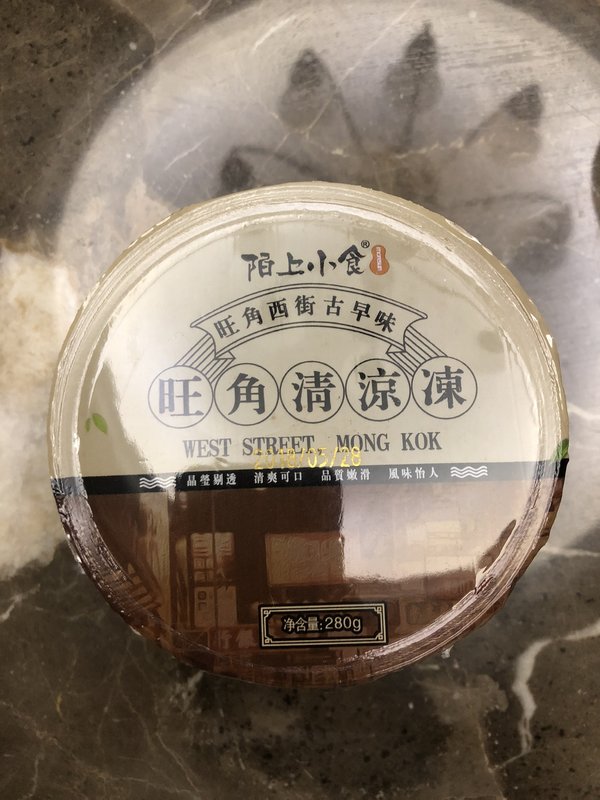 陌上小食®
旺角西街古早味
旺角清涼凍
WEST STREET, MONG KOK
2018/05/28
晶瑩剔透 清爽可口 品質嫩滑 風味怡人
净含量:280g